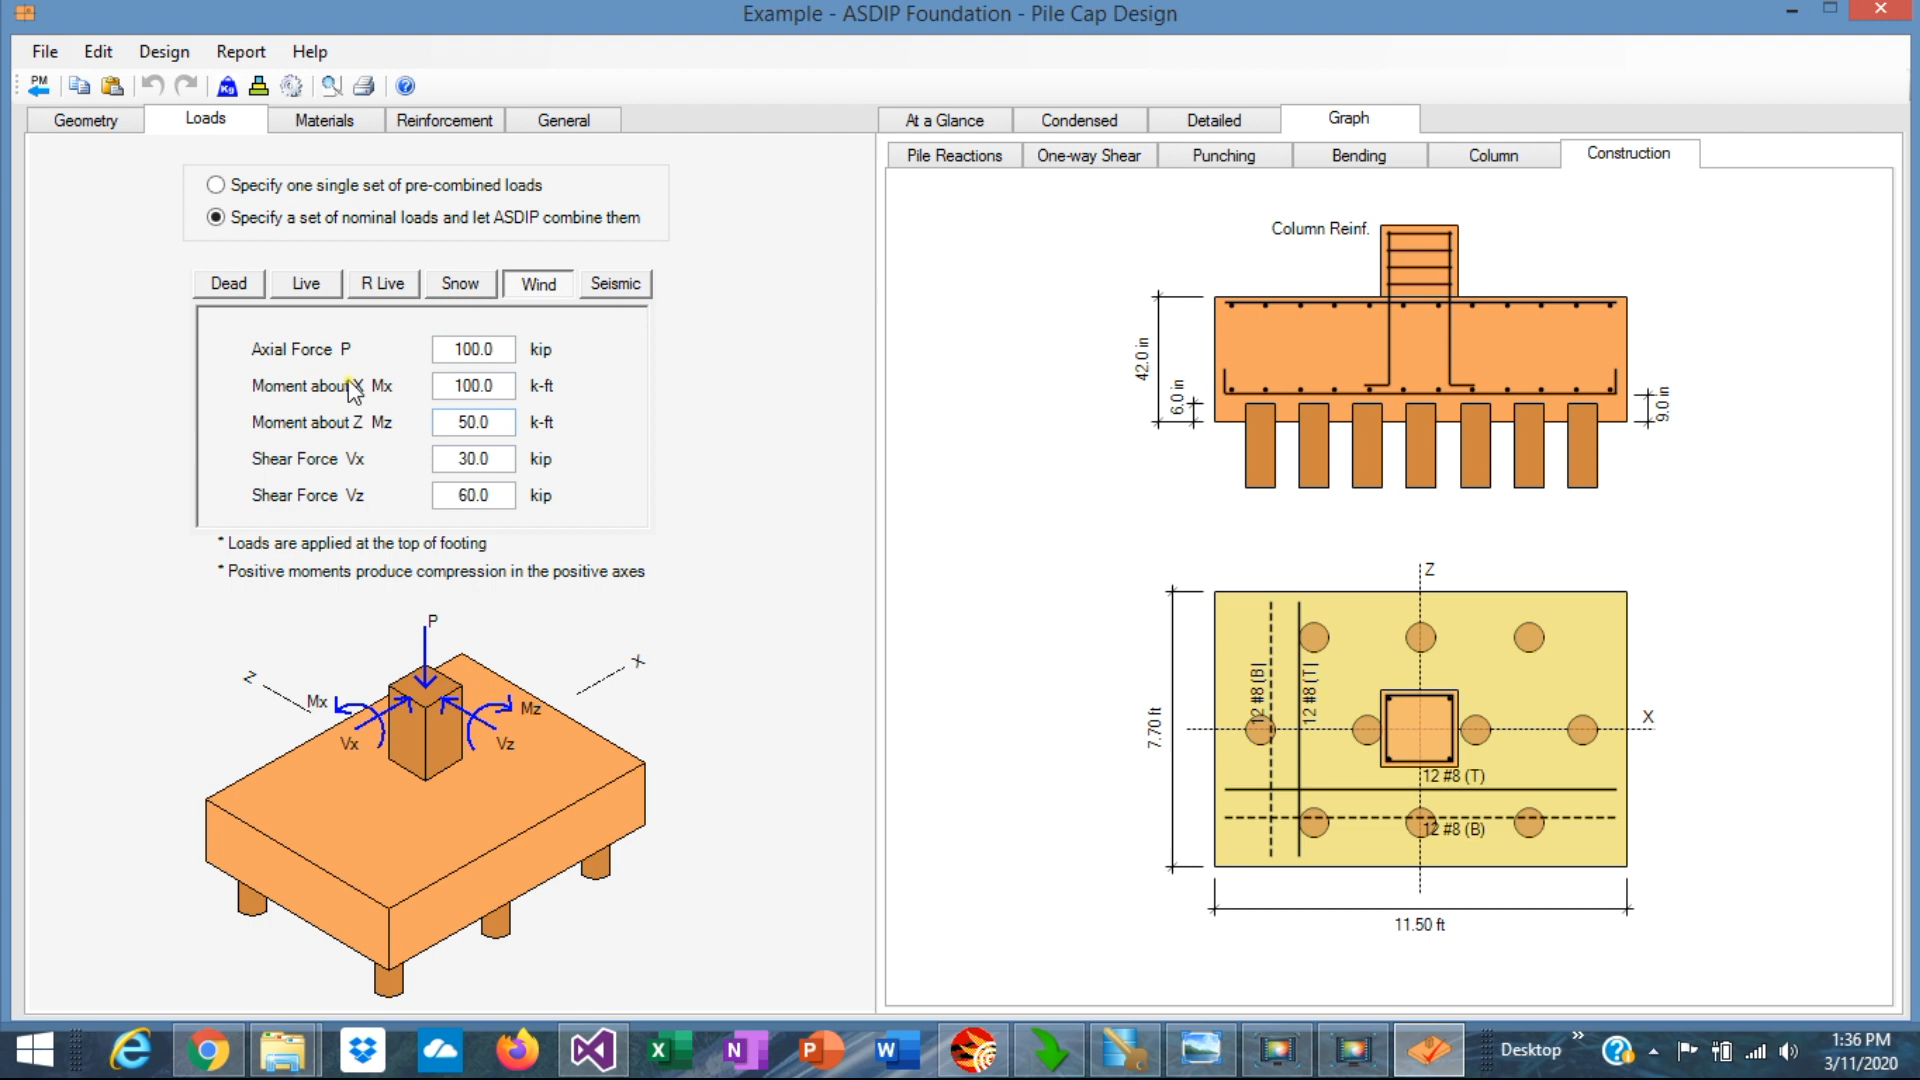 Example - ASDIP Foundation - Pile Cap Design
File Edit Design Report Help
PM Kg
Geometry Loads Materials Reinforcement General
At a Glance Condensed Detailed Graph
Pile Reactions One-way Shear Punching Bending Column Construction
Specify one single set of pre-combined loads
Specify a set of nominal loads and let ASDIP combine them
Dead Live R Live Snow Wind Seismic
Axial Force P 100.0 kip
Moment about X Mx 100.0 k-ft
Moment about Z Mz 50.0 k-ft
Shear Force Vx 30.0 kip
Shear Force Vz 60.0 kip
* Loads are applied at the top of footing
* Positive moments produce compression in the positive axes
P
Z
X
Mx
Mz
Vx
Vz
Column Reinf.
42.0 in
6.0 in
9.0 in
Z
12 #8 (B)
12 #8 (T)
X
7.70 ft
12 #8 (T)
12 #8 (B)
11.50 ft
Desktop
1:36 PM
3/11/2020